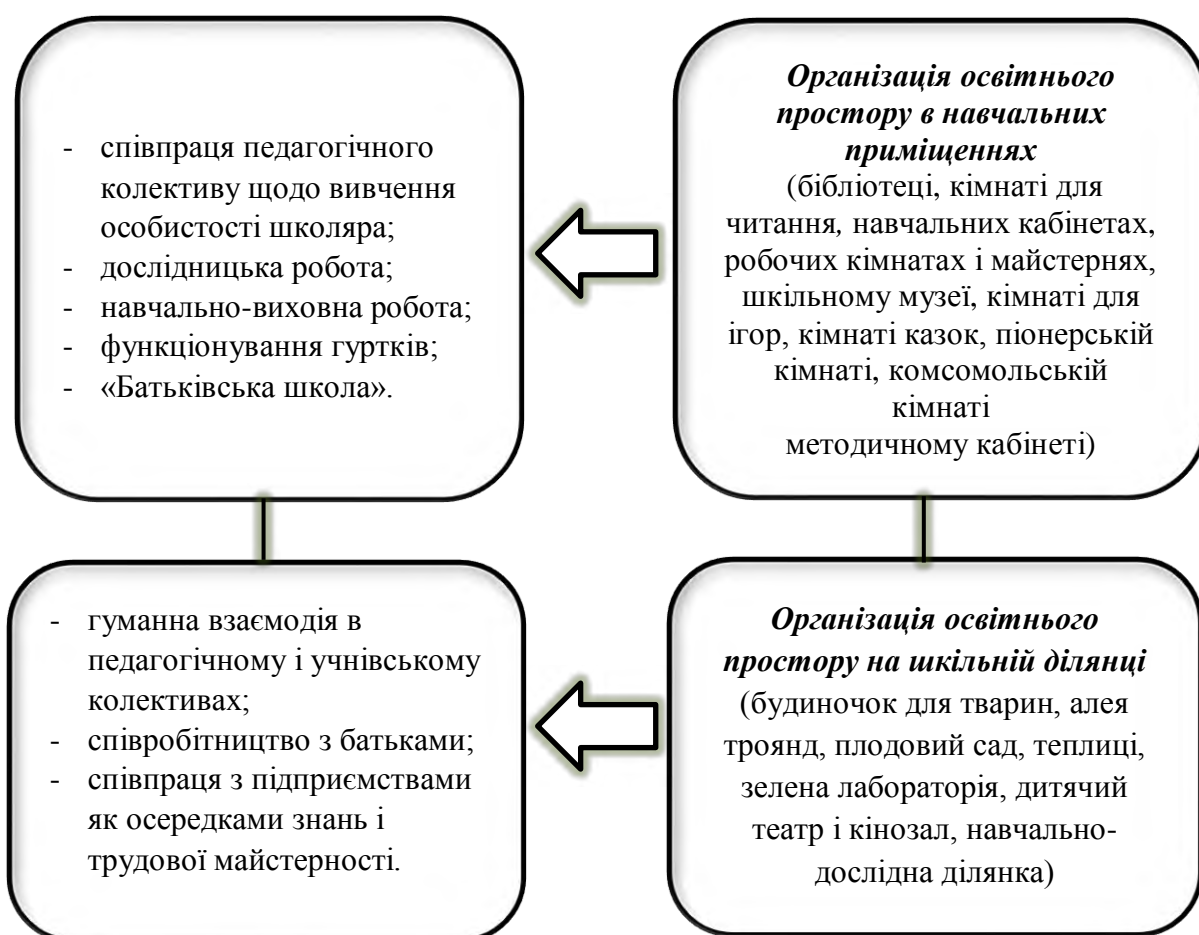 - співпраця педагогічного
колективу щодо вивчення
особистості школяра;
- дослідницька робота;
- навчально-виховна робота;
- функціонування гуртків;
- «Батьківська школа».
Організація освітнього
простору в навчальних
приміщеннях
(бібліотеці, кімнаті для
читання, навчальних кабінетах,
робочих кімнатах і майстернях,
шкільному музеї, кімнаті для
ігор, кімнаті казок, піонерській
кімнаті, комсомольській
кімнаті
методичному кабінеті)
- гуманна взаємодія в
педагогічному і учнівському
колективах;
- співробітництво з батьками;
- співпраця з підприємствами
як осередками знань і
трудової майстерності.
Організація освітнього
простору на шкільній ділянці
(будиночок для тварин, алея
троянд, плодовий сад, теплиці,
зелена лабораторія, дитячий
театр і кінозал, навчально-
дослідна ділянка)